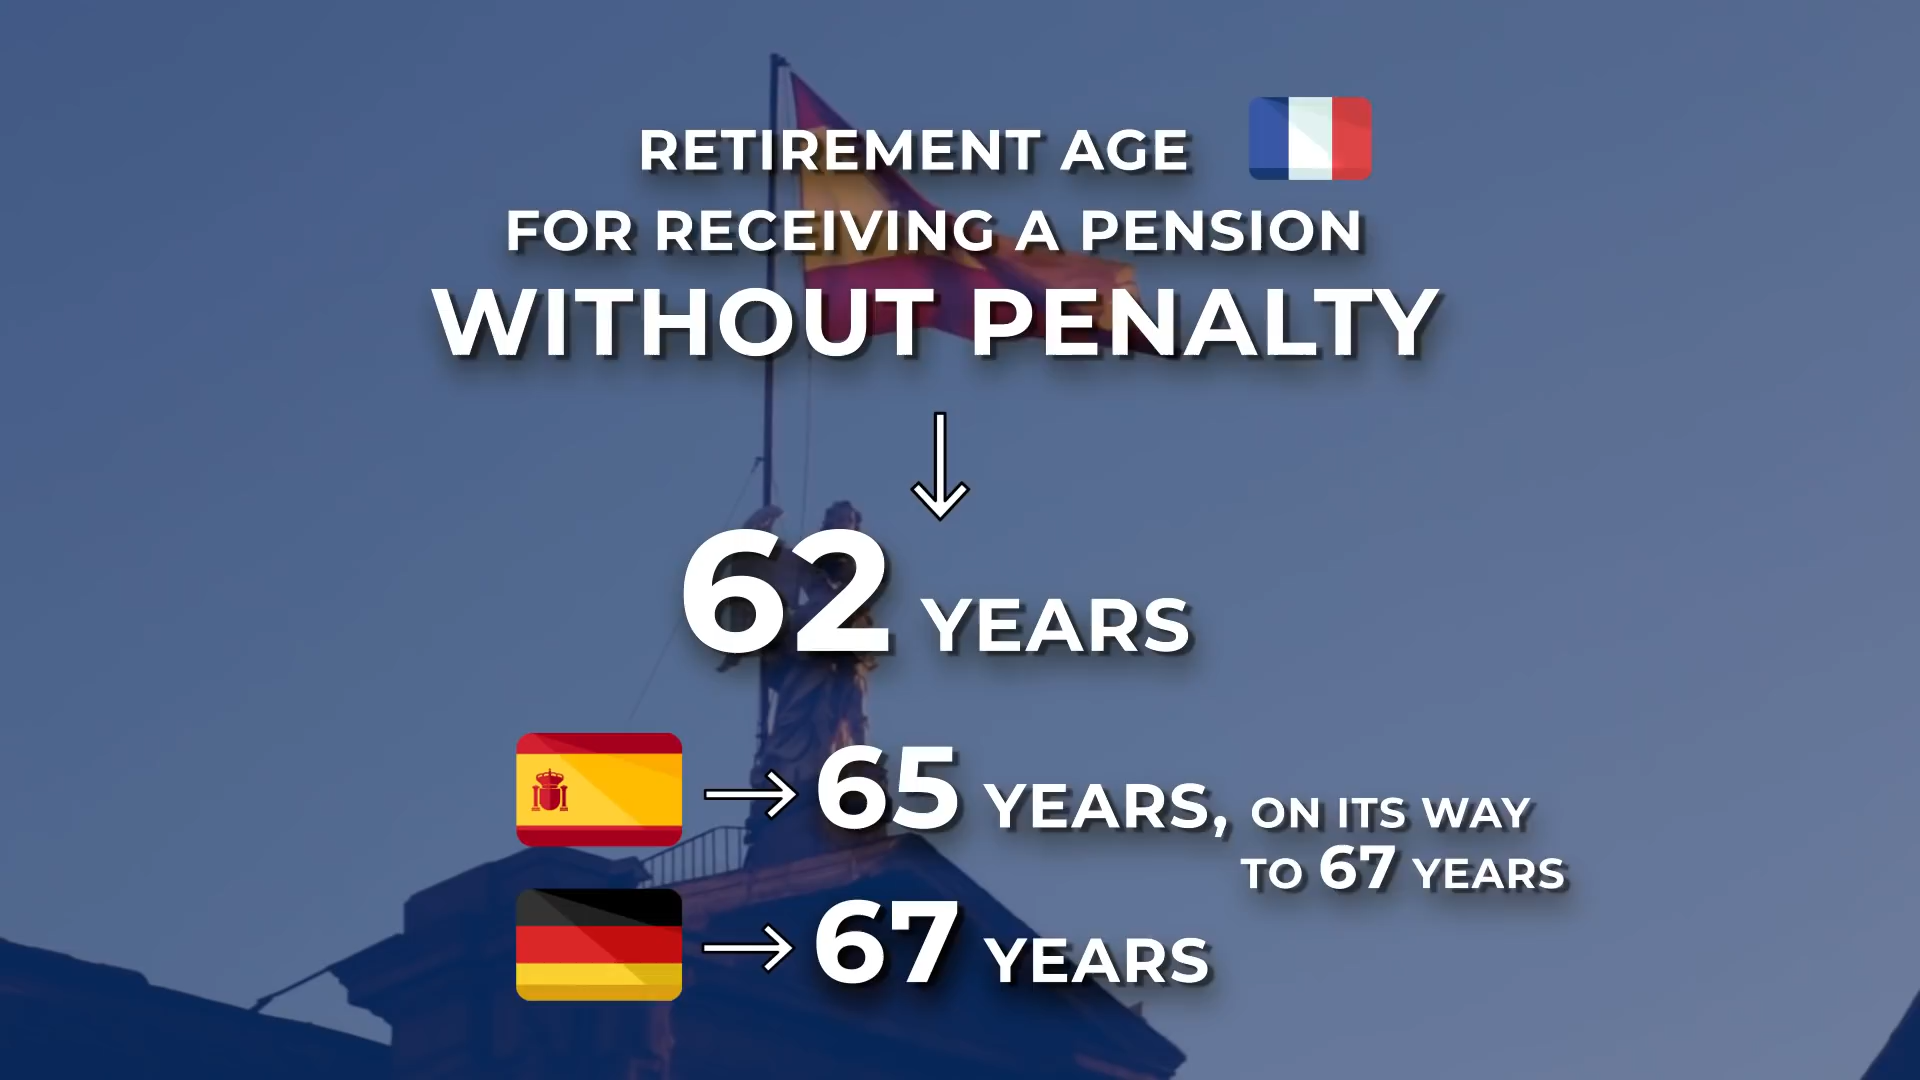 RETIREMENT AGE
FOR RECEIVING A PENSION
WITHOUT PENALTY
62 YEARS
65 YEARS, ON ITS WAY
TO 67 YEARS
67 YEARS